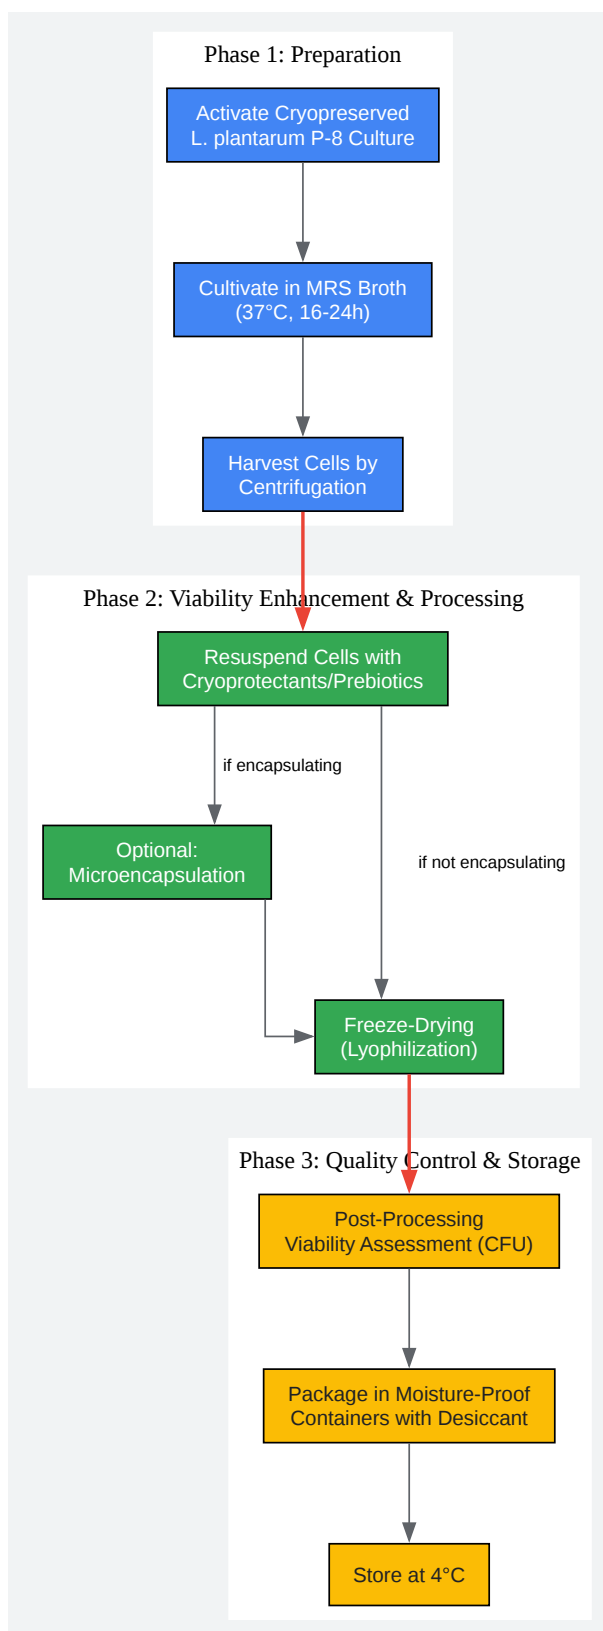 Phase 1: Preparation
Activate Cryopreserved
L. plantarum P-8 Culture
Cultivate in MRS Broth
(37°C, 16-24h)
Harvest Cells by
Centrifugation
Phase 2: Viability Enhancement & Processing
Resuspend Cells with
Cryoprotectants/Prebiotics
if encapsulating
Optional:
Microencapsulation
if not encapsulating
Freeze-Drying
(Lyophilization)
Phase 3: Quality Control & Storage
Post-Processing
Viability Assessment (CFU)
Package in Moisture-Proof
Containers with Desiccant
Store at 4°C